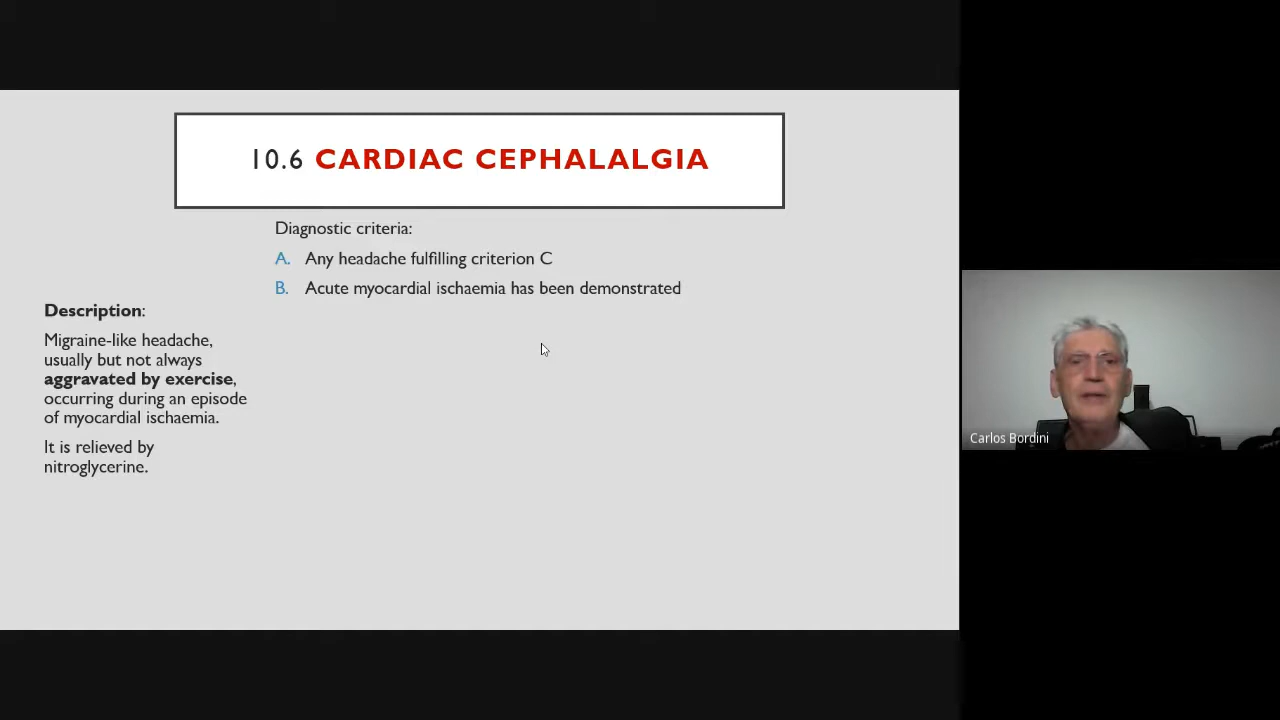 10.6 CARDIAC CEPHALALGIA
Diagnostic criteria:
A. Any headache fulfilling criterion C
B. Acute myocardial ischaemia has been demonstrated
Description:
Migraine-like headache,
usually but not always
aggravated by exercise,
occurring during an episode
of myocardial ischaemia.
It is relieved by
nitroglycerine.
Carlos Bordini